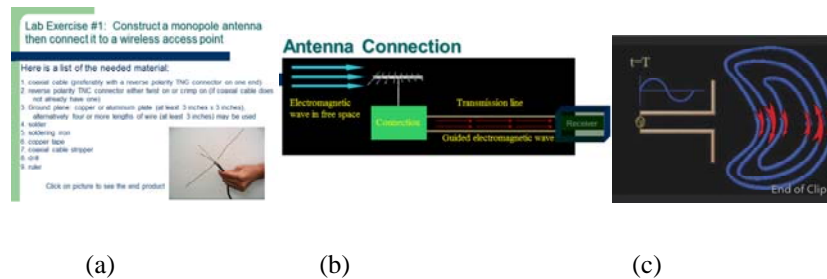 Lab Exercise #1: Construct a monopole antenna
then connect it to a wireless access point
Here is a list of the needed material:
1. coaxial cable (preferably with a reverse polarity TNC connector on one end)
2. reverse polarity TNC connector either twist on or crimp on (if coaxial cable does
not already have one)
3. Ground plane: copper or aluminum plate (at least 3 inches x 3 inches),
alternatively four or more lengths of wire (at least 3 inches) may be used
4. solder
5. soldering iron
6. copper tape
7. coaxial cable stripper
8. drill
9. ruler
Click on picture to see the end product
Antenna Connection
Electromagnetic
wave in free space
Connection
Transmission line
Guided electromagnetic wave
Receiver
t=T
End of Clip
(a)
(b)
(c)